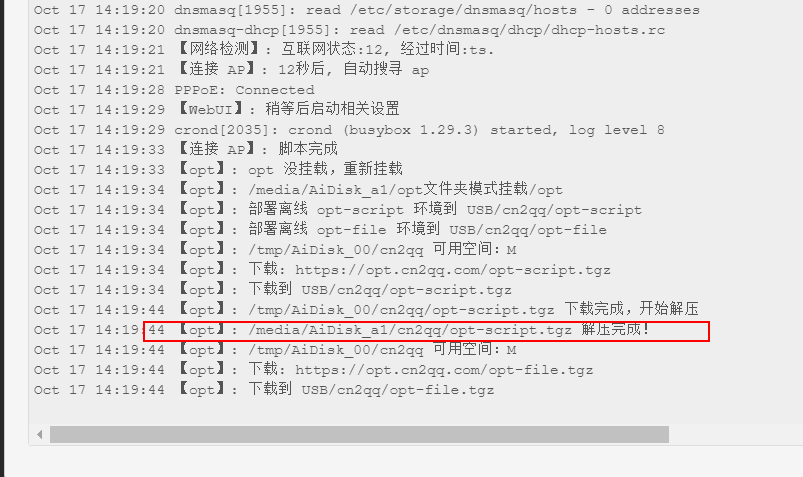 Oct 17 14:19:20 dnsmasq[1955]: read /etc/storage/dnsmasq/hosts - 0 addresses
Oct 17 14:19:20 dnsmasq-dhcp[1955]: read /etc/storage/dnsmasq/dhcp/dhcp-hosts.rc
Oct 17 14:19:21 【网络检测】: 互联网状态:12, 经过时间:ts.
Oct 17 14:19:21 【连接 AP】: 12秒后, 自动搜寻 ap
Oct 17 14:19:28 PPPoE: Connected
Oct 17 14:19:29 【WebUI】: 稍等后启动相关设置
Oct 17 14:19:29 crond[2035]: crond (busybox 1.29.3) started, log level 8
Oct 17 14:19:33 【连接 AP】: 脚本完成
Oct 17 14:19:33 【opt】: opt 没挂载，重新挂载
Oct 17 14:19:34 【opt】: /media/AiDisk_a1/opt文件夹模式挂载/opt
Oct 17 14:19:34 【opt】: 部署离线 opt-script 环境到 USB/cn2qq/opt-script
Oct 17 14:19:34 【opt】: 部署离线 opt-file 环境到 USB/cn2qq/opt-file
Oct 17 14:19:34 【opt】: /tmp/AiDisk_00/cn2qq 可用空间：M
Oct 17 14:19:34 【opt】: 下载: https://opt.cn2qq.com/opt-script.tgz
Oct 17 14:19:34 【opt】: 下载到 USB/cn2qq/opt-script.tgz
Oct 17 14:19:44 【opt】: /tmp/AiDisk_00/cn2qq/opt-script.tgz 下载完成，开始解压
Oct 17 14:19:44 【opt】: /media/AiDisk_a1/cn2qq/opt-script.tgz 解压完成！
Oct 17 14:19:44 【opt】: /tmp/AiDisk_00/cn2qq 可用空间：M
Oct 17 14:19:44 【opt】: 下载: https://opt.cn2qq.com/opt-file.tgz
Oct 17 14:19:44 【opt】: 下载到 USB/cn2qq/opt-file.tgz